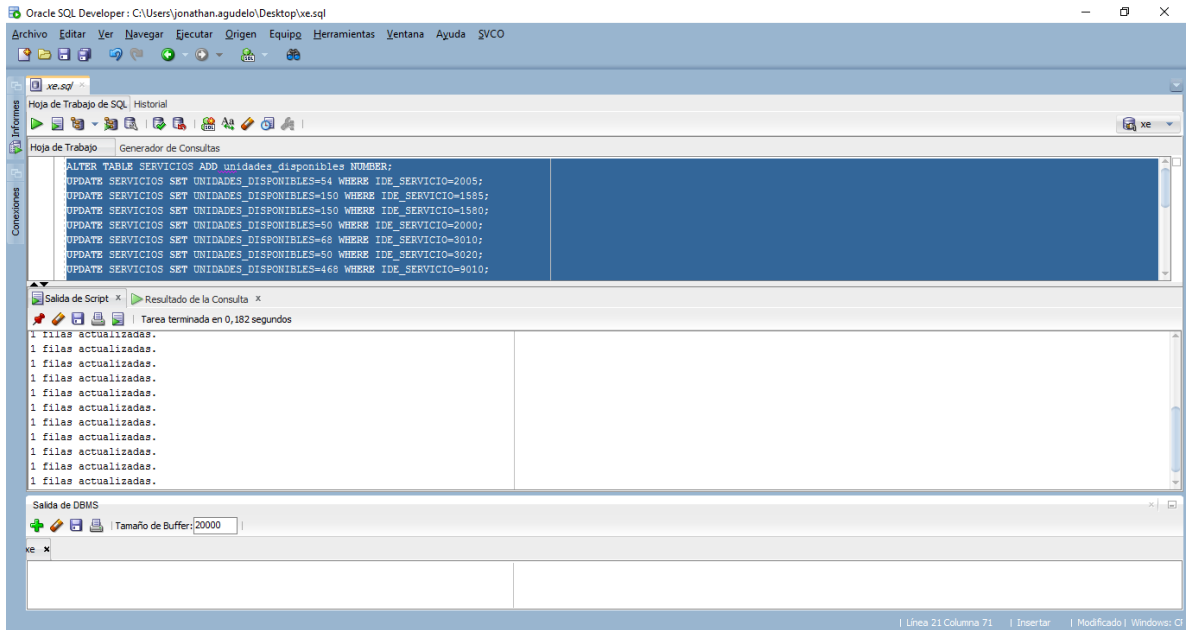 Oracle SQL Developer : C:\Users\jonathan.agudelo\Desktop\xe.sql
Archivo Editar Ver Navegar Ejecutar Origen Equipo Herramientas Ventana Ayuda SVCO
xe.sql
Informes
Conexiones
Hoja de Trabajo de SQL Historial
xe
Hoja de Trabajo Generador de Consultas
ALTER TABLE SERVICIOS ADD unidades_disponibles NUMBER;
UPDATE SERVICIOS SET UNIDADES_DISPONIBLES=54 WHERE IDE_SERVICIO=2005;
UPDATE SERVICIOS SET UNIDADES_DISPONIBLES=150 WHERE IDE_SERVICIO=1585;
UPDATE SERVICIOS SET UNIDADES_DISPONIBLES=150 WHERE IDE_SERVICIO=1580;
UPDATE SERVICIOS SET UNIDADES_DISPONIBLES=50 WHERE IDE_SERVICIO=2000;
UPDATE SERVICIOS SET UNIDADES_DISPONIBLES=68 WHERE IDE_SERVICIO=3010;
UPDATE SERVICIOS SET UNIDADES_DISPONIBLES=50 WHERE IDE_SERVICIO=3020;
UPDATE SERVICIOS SET UNIDADES_DISPONIBLES=468 WHERE IDE_SERVICIO=9010;
Salida de Script x Resultado de la Consulta x
Tarea terminada en 0,182 segundos
1 filas actualizadas.
1 filas actualizadas.
1 filas actualizadas.
1 filas actualizadas.
1 filas actualizadas.
1 filas actualizadas.
1 filas actualizadas.
1 filas actualizadas.
1 filas actualizadas.
1 filas actualizadas.
1 filas actualizadas.
Salida de DBMS
Tamaño de Buffer: 20000
xe x
| Línea 21 Columna 71 | Insertar | Modificado | Windows: C